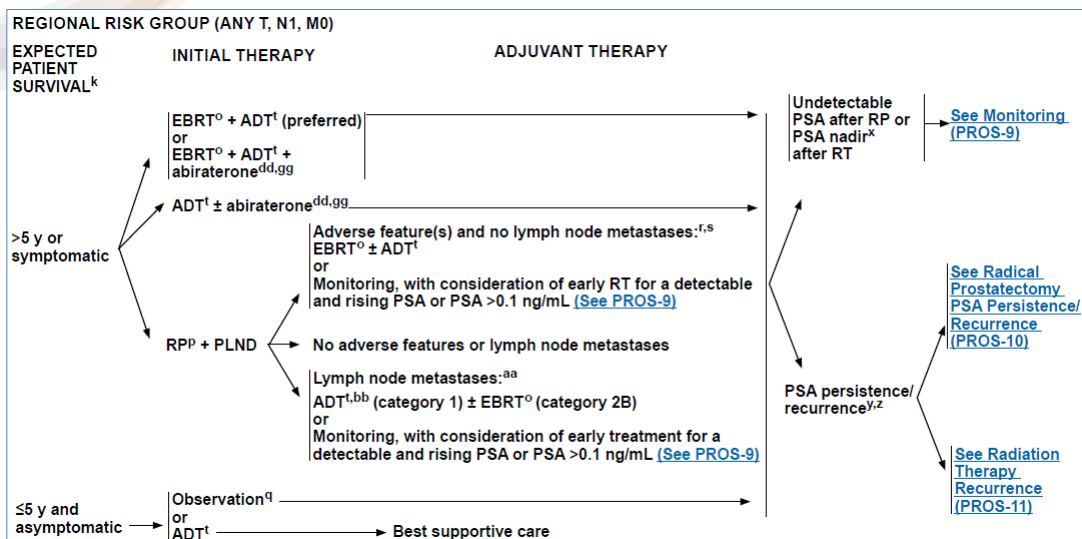 REGIONAL RISK GROUP (ANY T, N1, M0)
EXPECTED
PATIENT
SURVIVALk
INITIAL THERAPY
ADJUVANT THERAPY
>5 y or
symptomatic
EBRTo + ADTt (preferred)
or
EBRTo + ADTt +
abiateronedd,gg
ADTt ± abirateronedd,gg
RPp + PLND
Adverse feature(s) and no lymph node metastases:r,s
EBRTo ± ADTt
or
Monitoring, with consideration of early RT for a detectable
and rising PSA or PSA >0.1 ng/mL (See PROS-9)
No adverse features or lymph node metastases
Lymph node metastases:aa
ADTt,bb (category 1) ± EBRTo (category 2B)
or
Monitoring, with consideration of early treatment for a
detectable and rising PSA or PSA >0.1 ng/mL (See PROS-9)
Undetectable
PSA after RP or
PSA nadirx
after RT
See Monitoring
(PROS-9)
PSA persistence/
recurrencey,z
See Radical
Prostatectomy
PSA Persistence/
Recurrence
(PROS-10)
See Radiation
Therapy
Recurrence
(PROS-11)
≤5 y and
asymptomatic
Observationq
or
ADTt
Best supportive care